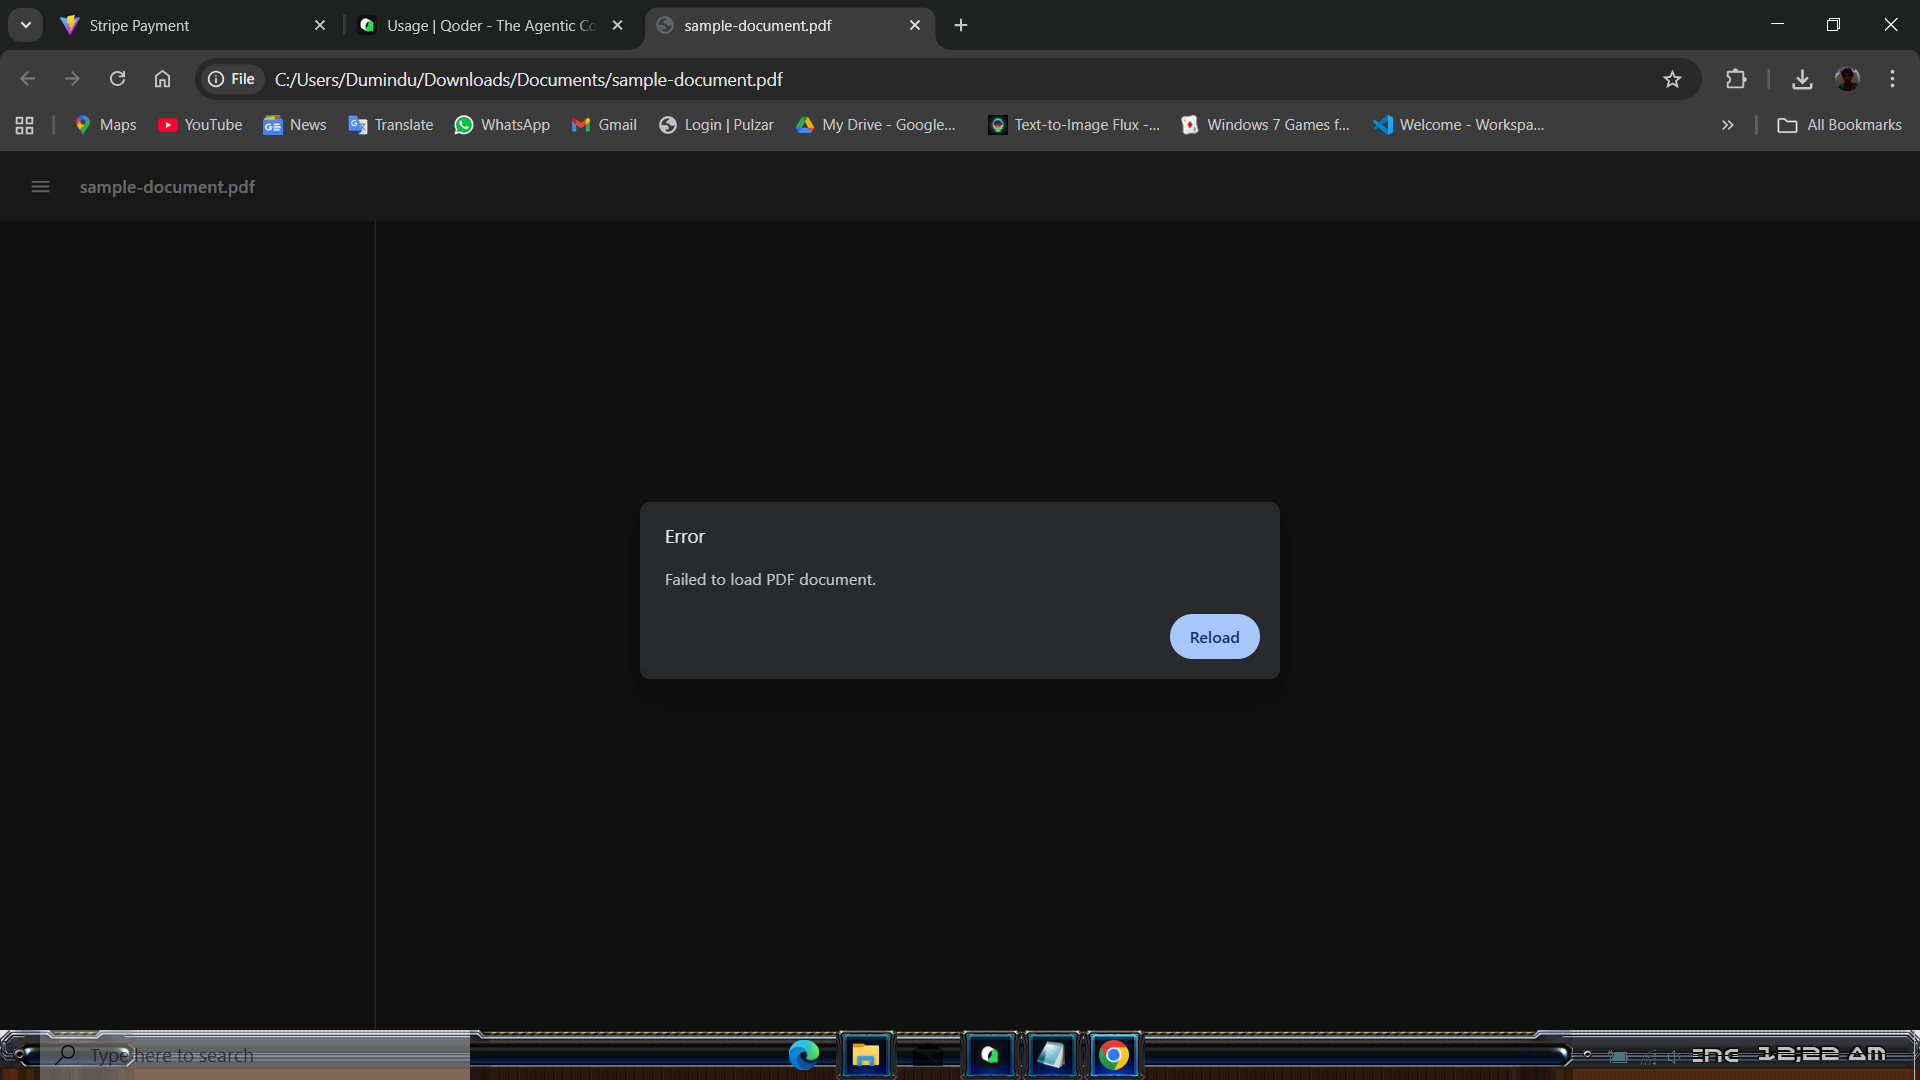 Stripe Payment
Usage | Qoder - The Agentic Co
sample-document.pdf
File
C:/Users/Dumindu/Downloads/Documents/sample-document.pdf
Maps
YouTube
News
Translate
WhatsApp
Gmail
Login | Pulzar
My Drive - Google...
Text-to-Image Flux -...
Windows 7 Games f...
Welcome - Workspa...
All Bookmarks
sample-document.pdf
Error
Failed to load PDF document.
Reload
Type here to search
ENG
12:22 AM